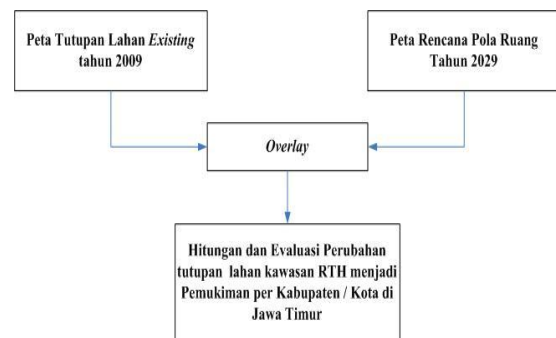 Peta Tutupan Lahan Existing
tahun 2009
Peta Rencana Pola Ruang
Tahun 2029
Overlay
Hitungan dan Evaluasi Perubahan
tutupan lahan kawasan RTH menjadi
Pemukiman per Kabupaten / Kota di
Jawa Timur